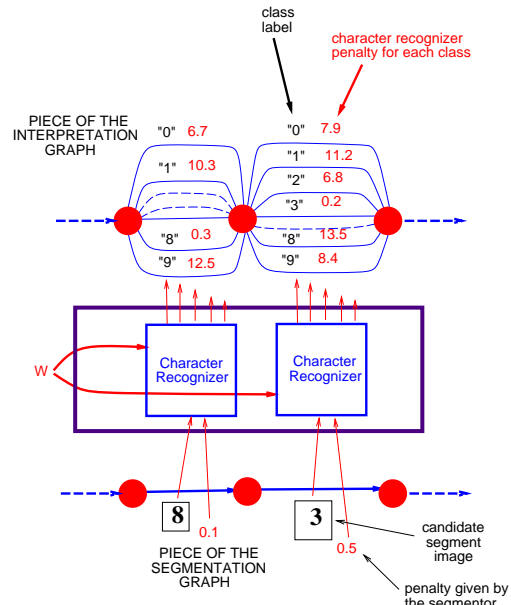 class
label
character recognizer
penalty for each class
PIECE OF THE
INTERPRETATION
GRAPH
"0" 6.7
"1" 10.3
"8" 0.3
"9" 12.5
"0" 7.9
"1" 11.2
"2" 6.8
"3" 0.2
"8" 13.5
"9" 8.4
W
Character
Recognizer
Character
Recognizer
8
0.1
3
0.5
PIECE OF THE
SEGMENTATION
GRAPH
candidate
segment
image
penalty given by
the segmentor